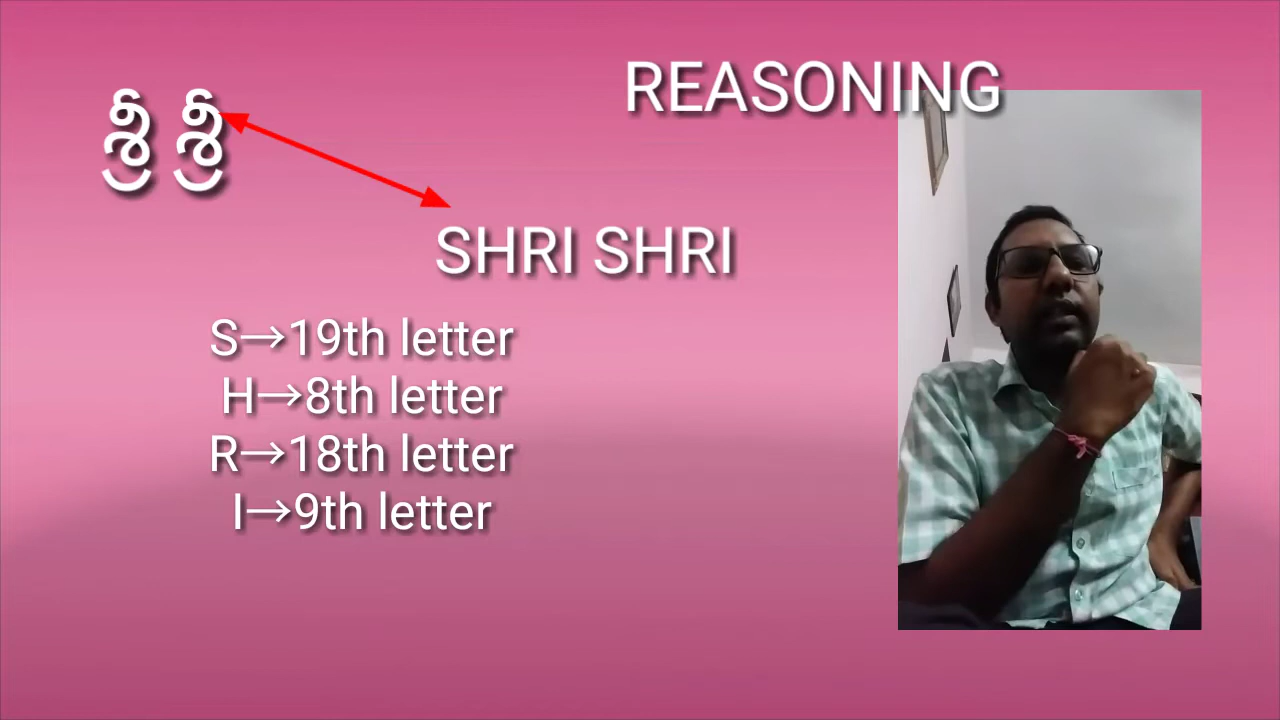 శ్రీ శ్రీ
REASONING
SHRI SHRI
S→19th letter
H→8th letter
R→18th letter
I→9th letter